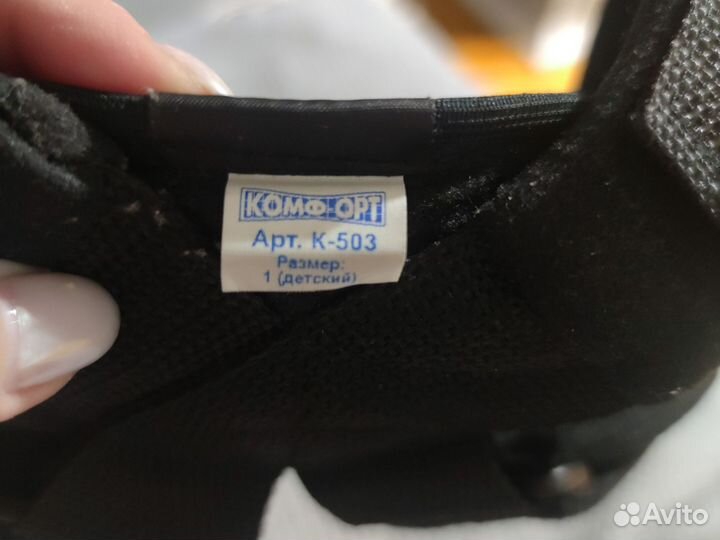 КОМФ-ОРТ
Арт. К-503
Размер:
1 (детский)
Avito